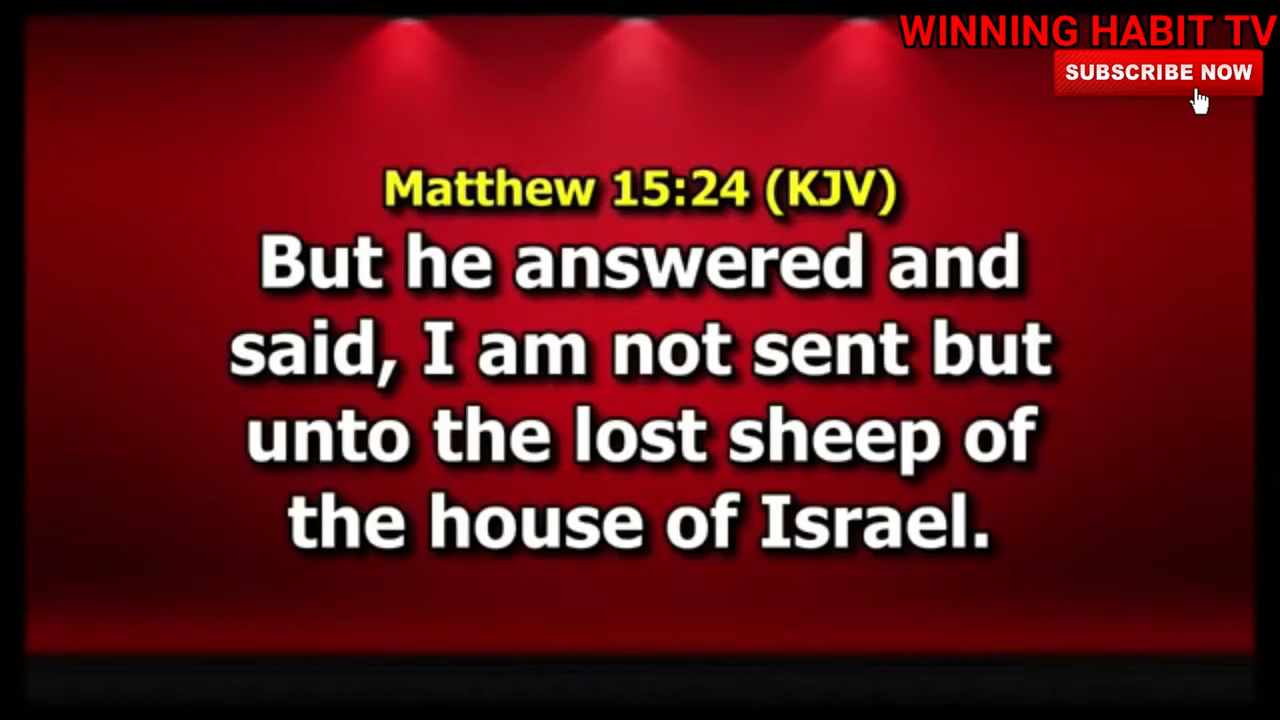 WINNING HABIT TV
SUBSCRIBE NOW
Matthew 15:24 (KJV)
But he answered and
said, I am not sent but
unto the lost sheep of
the house of Israel.